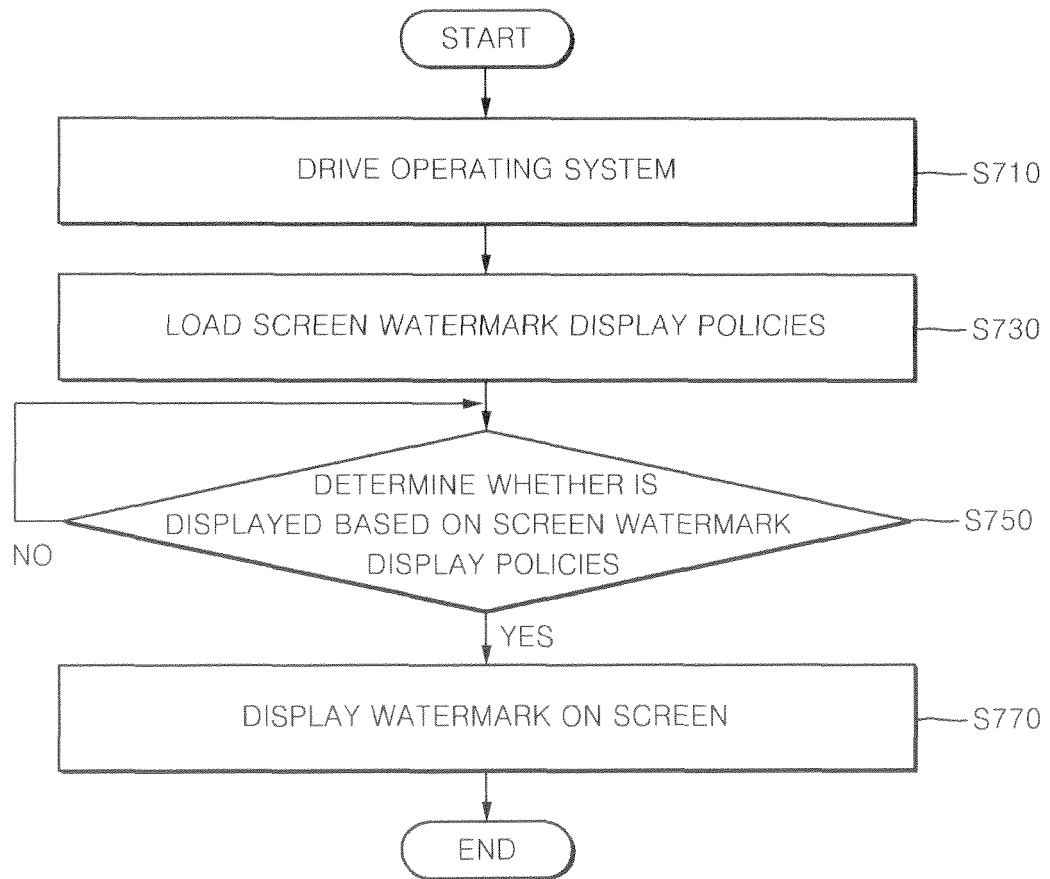 START
DRIVE OPERATING SYSTEM
S710
LOAD SCREEN WATERMARK DISPLAY POLICIES
S730
DETERMINE WHETHER IS
DISPLAYED BASED ON SCREEN WATERMARK
DISPLAY POLICIES
S750
NO
YES
DISPLAY WATERMARK ON SCREEN
S770
END